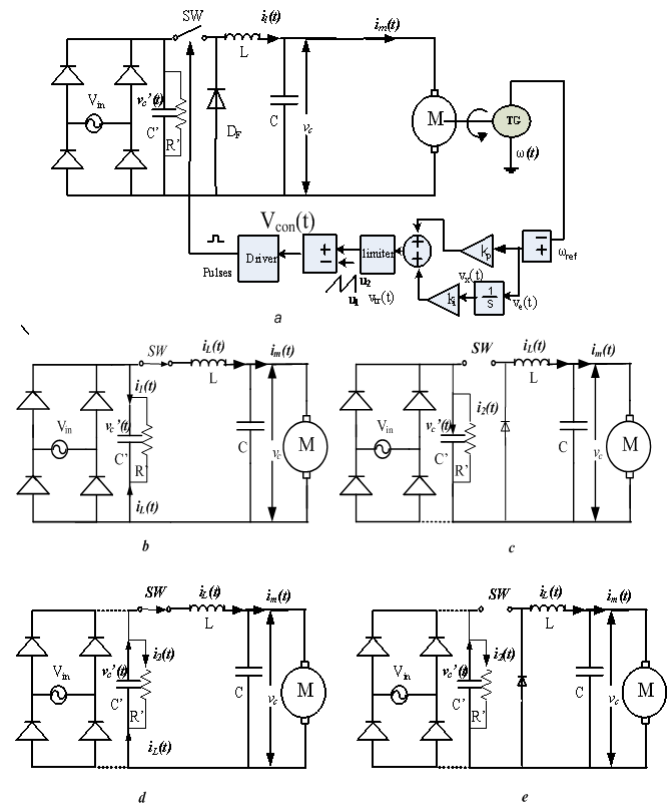 SW
i_L(t)
i_m(t)
L
V_in
v_c'(t)
C'
R'
D_F
C
v_c
M
TG
ω(t)
V_con(t)
Pulses
Driver
+
−
limiter
u_2
u_1
v_tr(t)
+
+
k_p
−
+
ω_ref
v_x(t)
k_i
1/s
v_e(t)
a
SW
i_L(t)
i_m(t)
i_1(t)
L
V_in
v_c'(t)
C'
R'
i_L(t)
C
v_c
M
b
SW
i_L(t)
i_m(t)
i_2(t)
L
V_in
v_c'(t)
C'
R'
C
v_c
M
c
SW
i_L(t)
i_m(t)
L
i_2(t)
V_in
v_c'(t)
C'
R'
i_L(t)
C
v_c
M
d
SW
i_L(t)
i_m(t)
L
i_2(t)
V_in
v_c'(t)
C'
R'
C
v_c
M
e